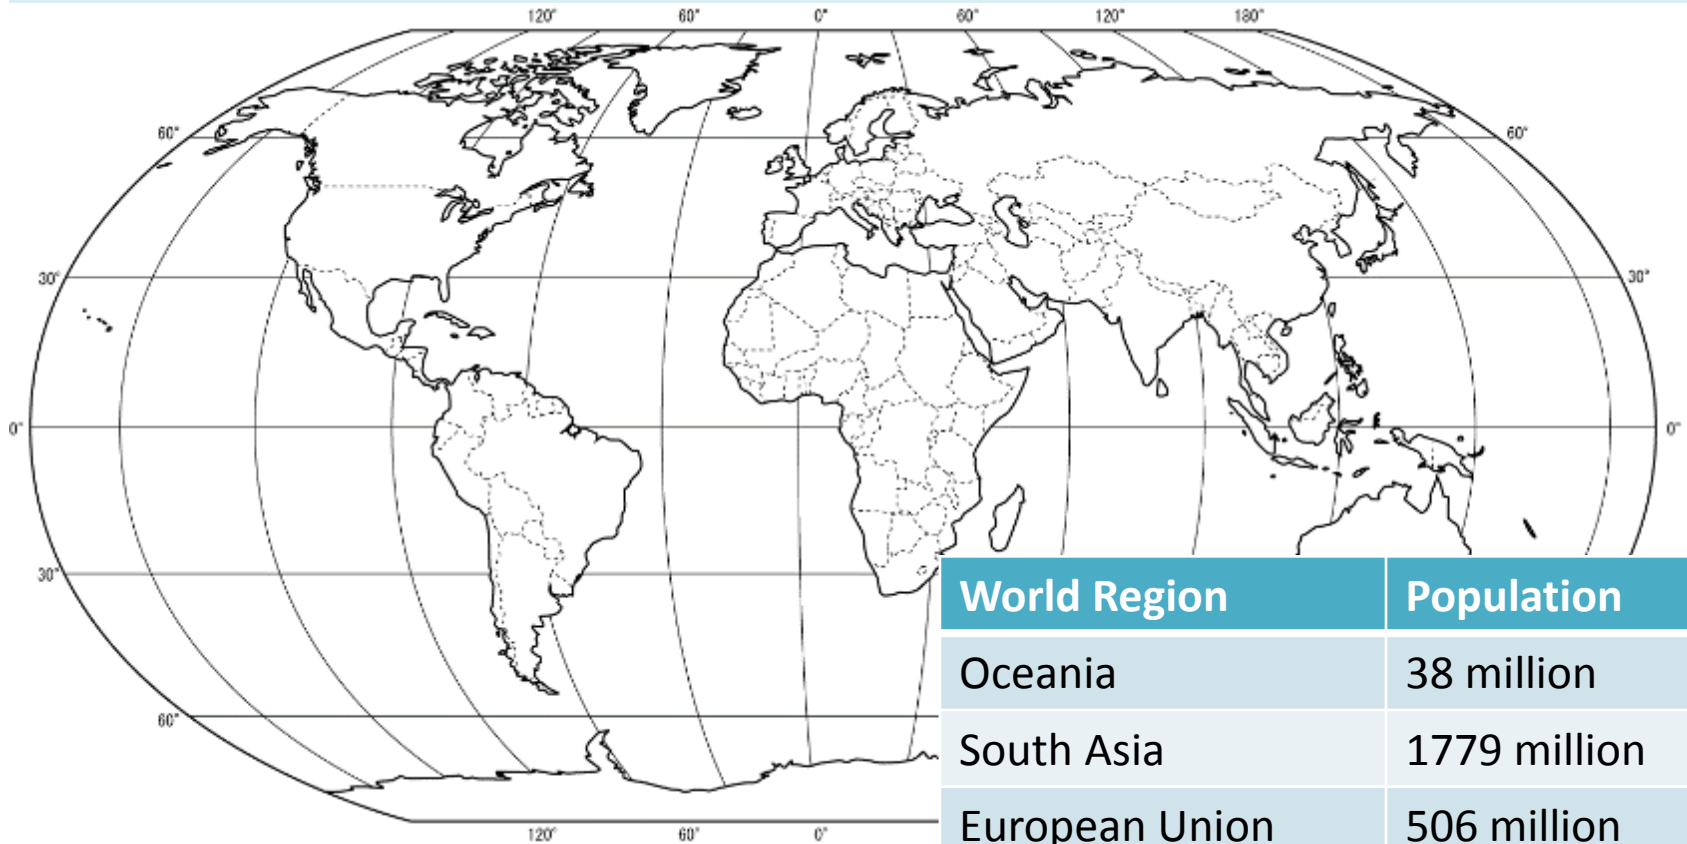 120° 60° 0° 60° 120° 180°
60° 60°
30° 30°
0° 0°
30°
60°
120° 60° 0°
World Region Population
Oceania 38 million
South Asia 1779 million
European Union 506 million